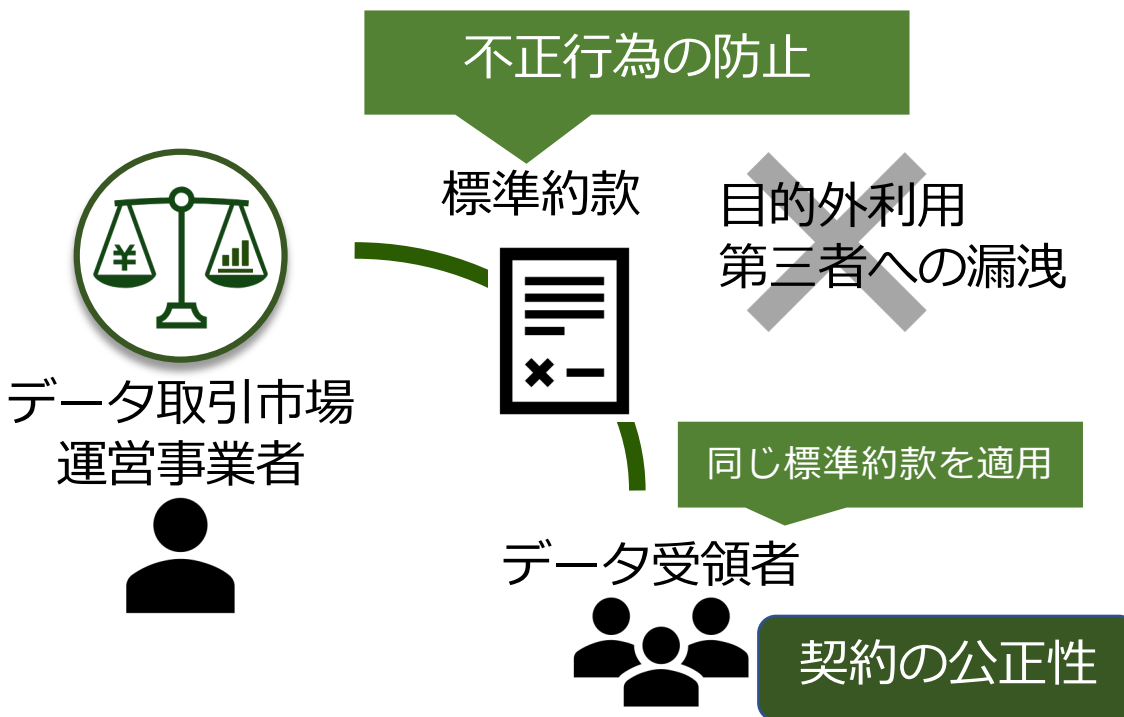 不正行為の防止
標準約款
目的外利用
第三者への漏洩
¥
データ取引市場
運営事業者
同じ標準約款を適用
データ受領者
契約の公正性